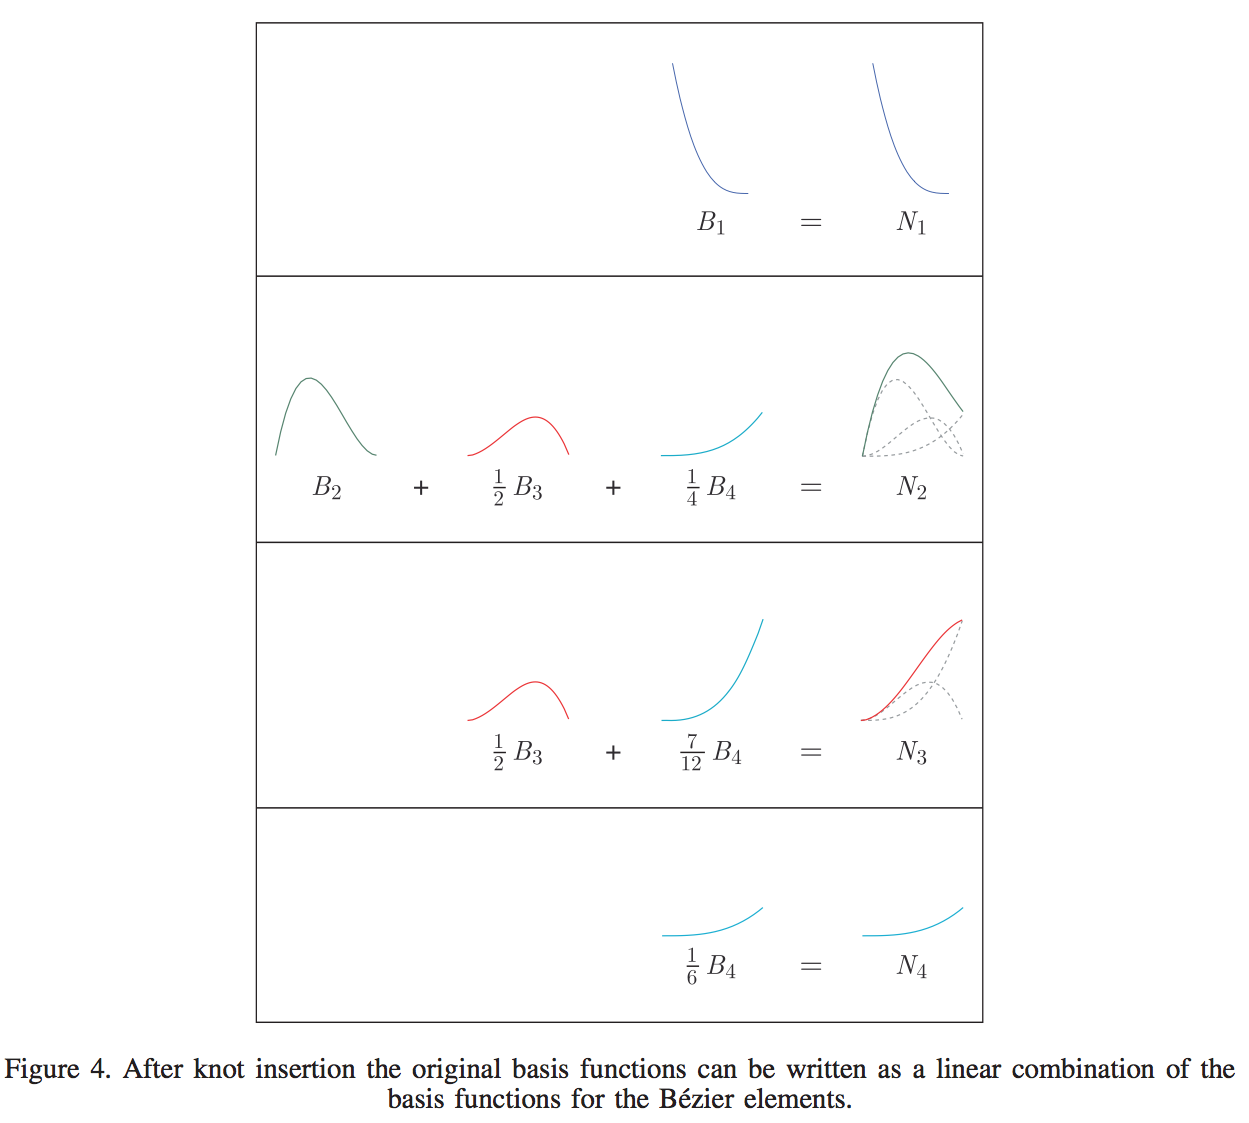 B₁ = N₁
B₂ + 1/2 B₃ + 1/4 B₄ = N₂
1/2 B₃ + 7/12 B₄ = N₃
1/6 B₄ = N₄
Figure 4. After knot insertion the original basis functions can be written as a linear combination of the
basis functions for the Bézier elements.